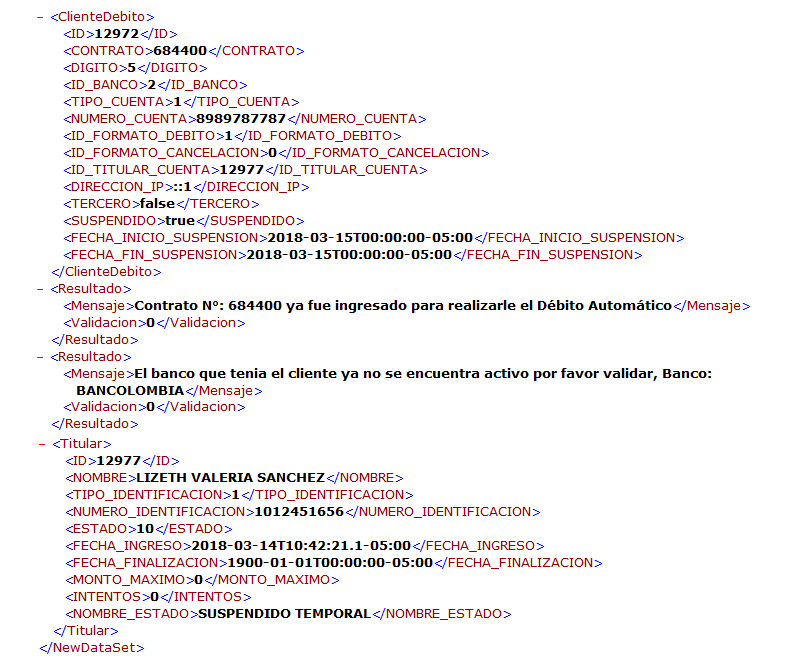 − <ClienteDebito>
<ID>12972</ID>
<CONTRATO>684400</CONTRATO>
<DIGITO>5</DIGITO>
<ID_BANCO>2</ID_BANCO>
<TIPO_CUENTA>1</TIPO_CUENTA>
<NUMERO_CUENTA>8989787787</NUMERO_CUENTA>
<ID_FORMATO_DEBITO>1</ID_FORMATO_DEBITO>
<ID_FORMATO_CANCELACION>0</ID_FORMATO_CANCELACION>
<ID_TITULAR_CUENTA>12977</ID_TITULAR_CUENTA>
<DIRECCION_IP>::1</DIRECCION_IP>
<TERCERO>false</TERCERO>
<SUSPENDIDO>true</SUSPENDIDO>
<FECHA_INICIO_SUSPENSION>2018-03-15T00:00:00-05:00</FECHA_INICIO_SUSPENSION>
<FECHA_FIN_SUSPENSION>2018-03-15T00:00:00-05:00</FECHA_FIN_SUSPENSION>
</ClienteDebito>
− <Resultado>
<Mensaje>Contrato Nº: 684400 ya fue ingresado para realizarle el Débito Automático</Mensaje>
<Validacion>0</Validacion>
</Resultado>
− <Resultado>
<Mensaje>El banco que tenia el cliente ya no se encuentra activo por favor validar, Banco:
BANCOLOMBIA</Mensaje>
<Validacion>0</Validacion>
</Resultado>
− <Titular>
<ID>12977</ID>
<NOMBRE>LIZETH VALERIA SANCHEZ</NOMBRE>
<TIPO_IDENTIFICACION>1</TIPO_IDENTIFICACION>
<NUMERO_IDENTIFICACION>1012451656</NUMERO_IDENTIFICACION>
<ESTADO>10</ESTADO>
<FECHA_INGRESO>2018-03-14T10:42:21.1-05:00</FECHA_INGRESO>
<FECHA_FINALIZACION>1900-01-01T00:00:00-05:00</FECHA_FINALIZACION>
<MONTO_MAXIMO>0</MONTO_MAXIMO>
<INTENTOS>0</INTENTOS>
<NOMBRE_ESTADO>SUSPENDIDO TEMPORAL</NOMBRE_ESTADO>
</Titular>
</NewDataSet>